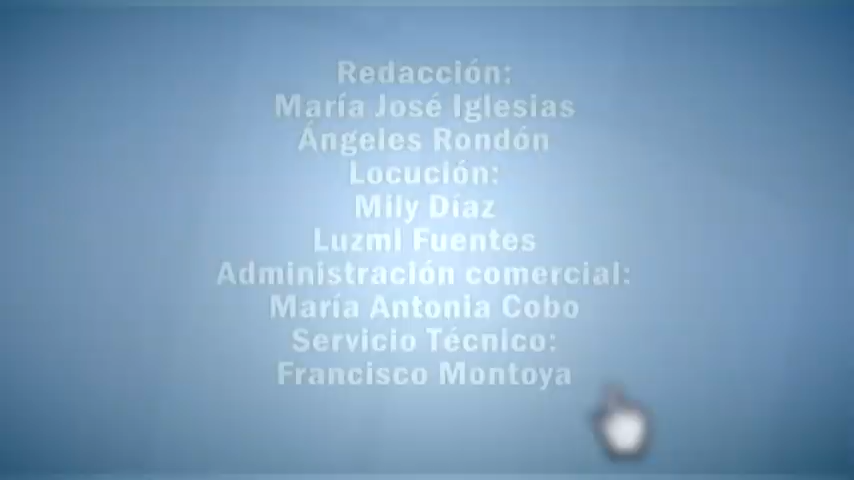 Redacción:
María José Iglesias
Ángeles Rondón
Locución:
Mily Díaz
Luzmi Fuentes
Administración comercial:
María Antonia Cobo
Servicio Técnico:
Francisco Montoya